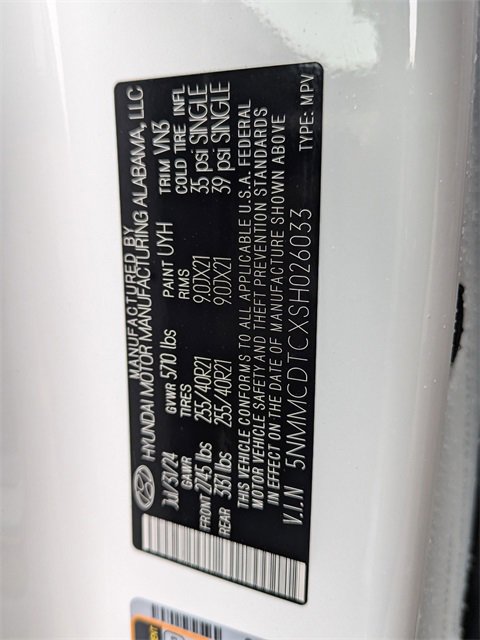 MANUFACTURED BY
HYUNDAI MOTOR MANUFACTURING ALABAMA, LLC
Jul/31/24 GVWR 5710 lbs PAINT UYH TRIM VN3
GAWR TIRES RIMS COLD TIRE INFL
FRONT 2745 lbs 255/40R21 9.0JX21 35 psi SINGLE
REAR 3131 lbs 255/40R21 9.0JX21 39 psi SINGLE
THIS VEHICLE CONFORMS TO ALL APPLICABLE U.S.A. FEDERAL
MOTOR VEHICLE SAFETY AND THEFT PREVENTION STANDARDS
IN EFFECT ON THE DATE OF MANUFACTURE SHOWN ABOVE
V.I.N 5NMMCDTCXSH026033 TYPE: MPV